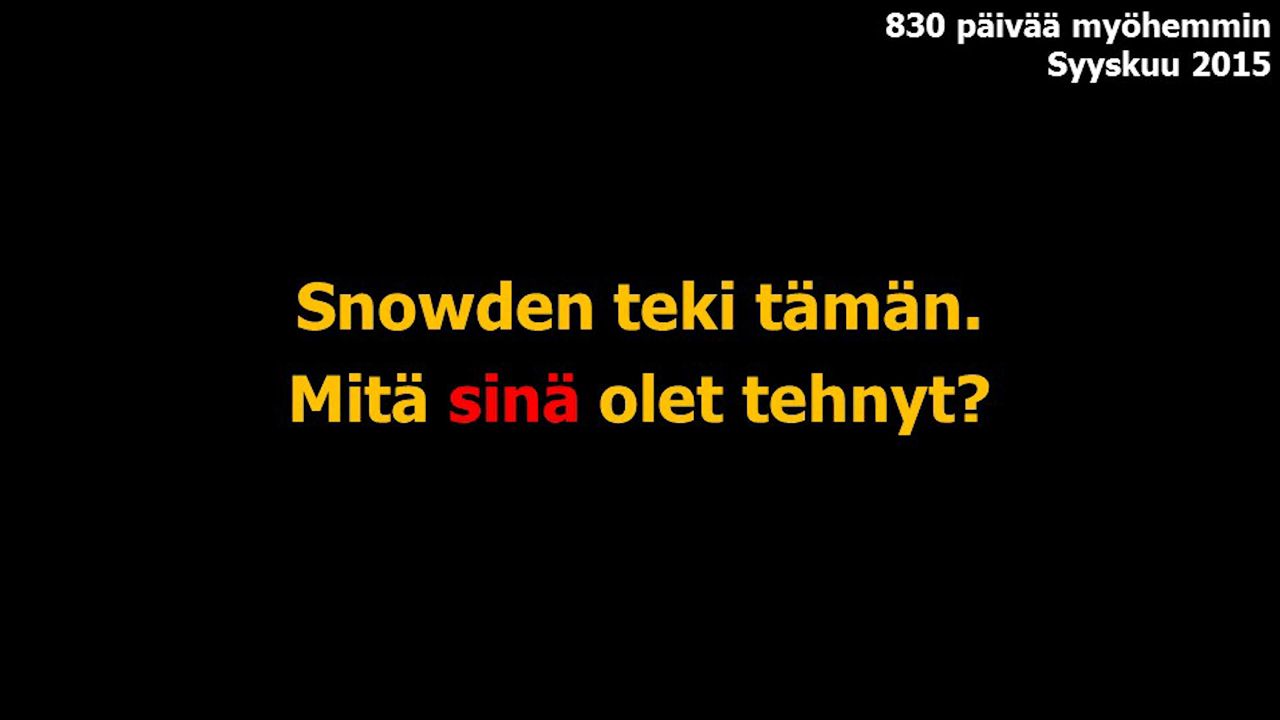 830 päivää myöhemmin
Syyskuu 2015
Snowden teki tämän.
Mitä sinä olet tehnyt?